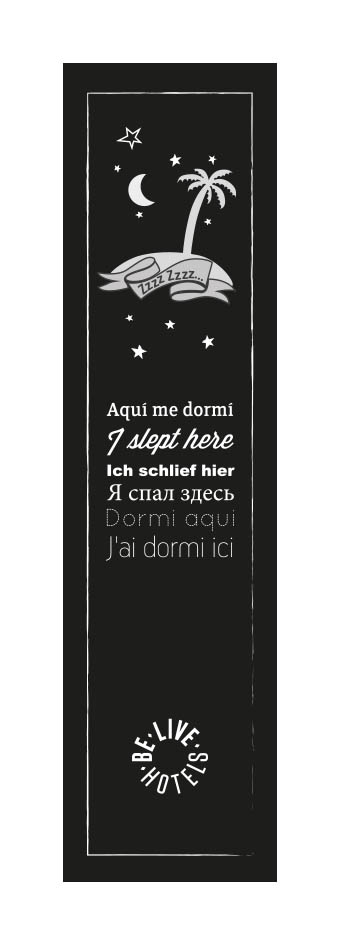 Zzzz Zzzz...
Aquí me dormí
I slept here
Ich schlief hier
Я спал здесь
Dormi aqui
J'ai dormi ici
BE·LIVE·
·HOTELS